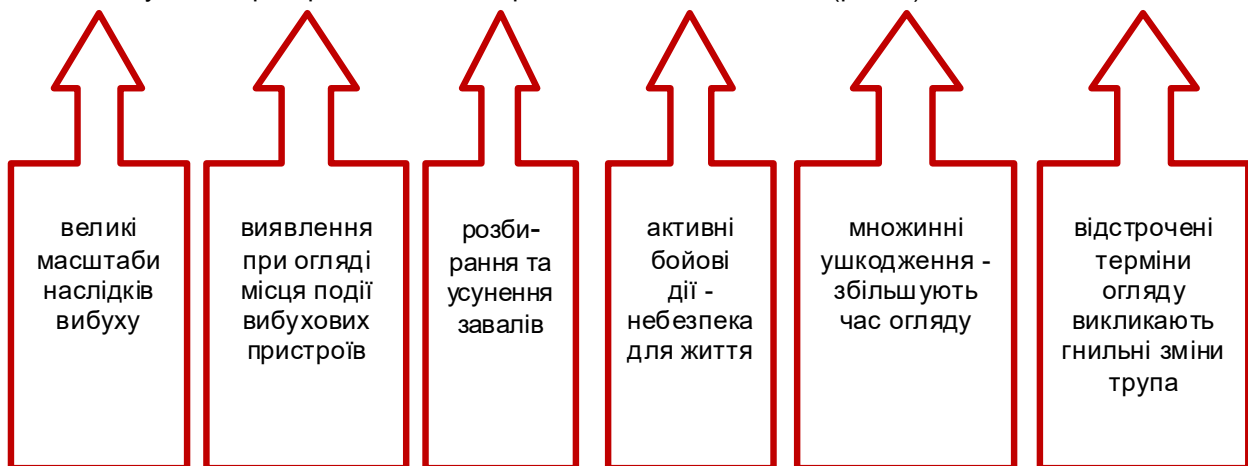 великі
масштаби
наслідків
вибуху
виявлення
при огляді
місця події
вибухових
пристроїв
розби-
рання та
усунення
завалів
активні
бойові
дії -
небезпека
для життя
множинні
ушкодження -
збільшують
час огляду
відстрочені
терміни
огляду
викликають
гнильні зміни
трупа